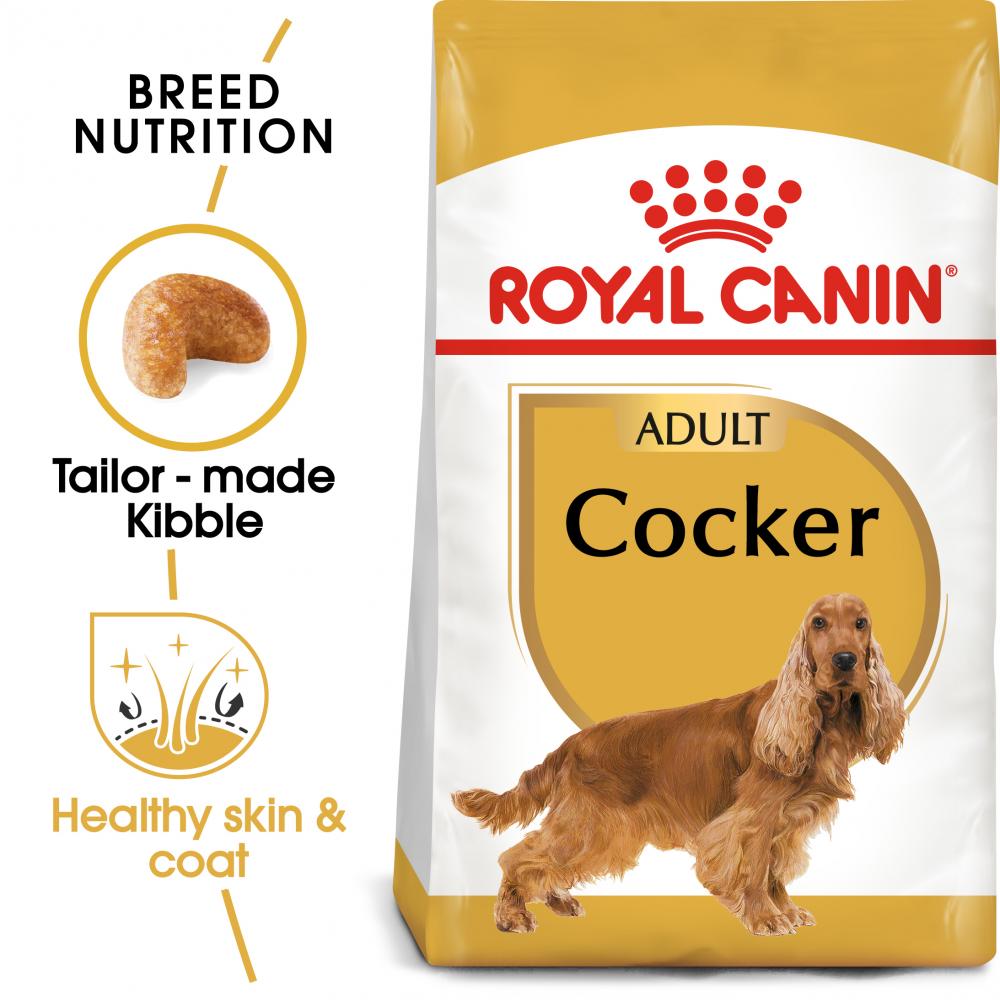 BREED
NUTRITION
Tailor - made
Kibble
Healthy skin &
coat
ROYAL CANIN®
ADULT
Cocker